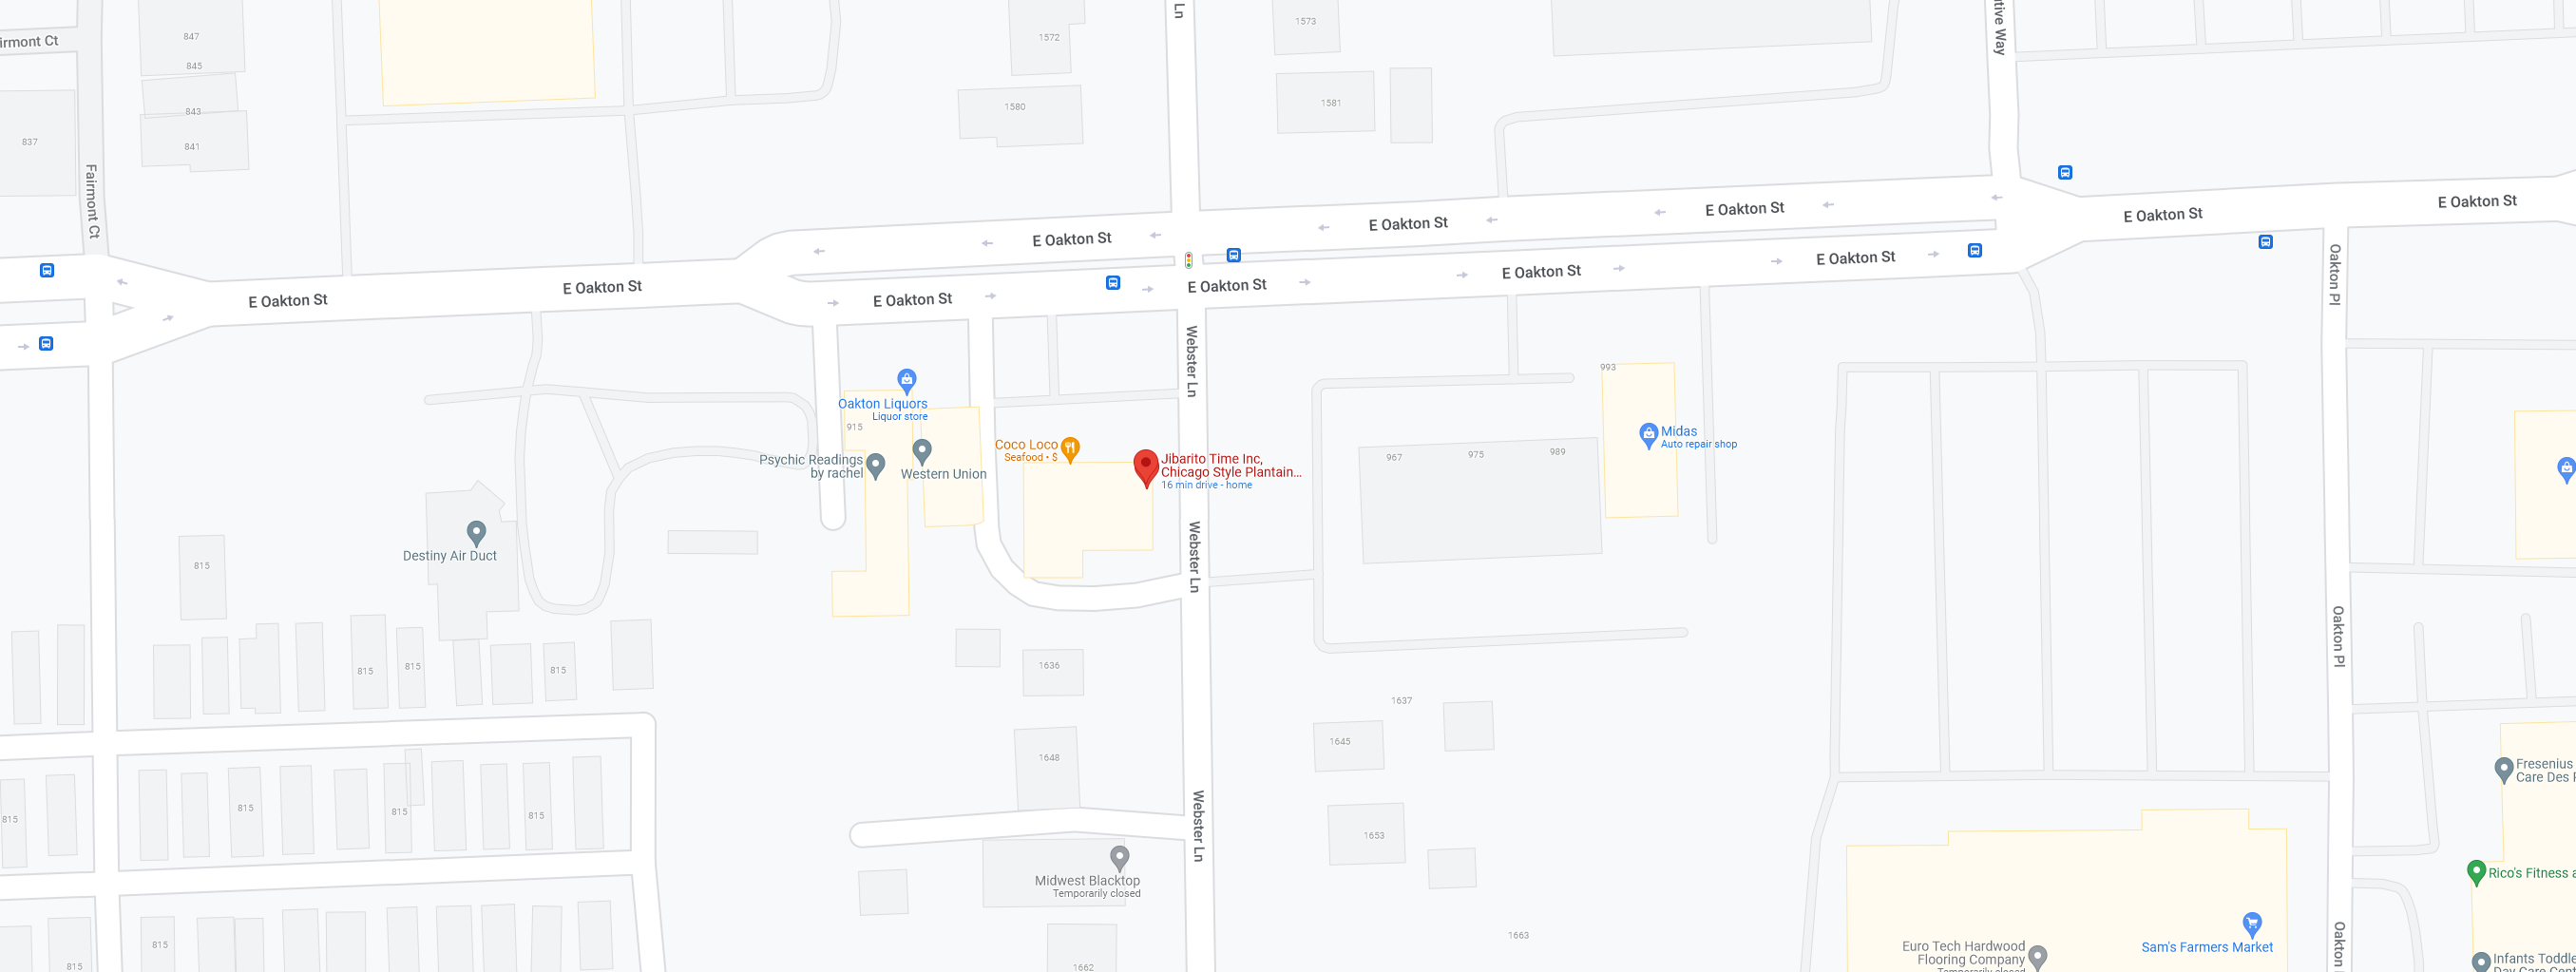 irmont Ct
847
845
843
841
837
Fairmont Ct
1572
1580
Ln
1573
1581
tive Way
E Oakton St
E Oakton St
E Oakton St
E Oakton St
E Oakton St
E Oakton St
E Oakton St
E Oakton St
E Oakton St
E Oakton St
E Oakton St
Oakton Pl
Webster Ln
Oakton Liquors
Liquor store
915
Psychic Readings
by rachel
Western Union
Coco Loco
Seafood • $
Jibarito Time Inc,
Chicago Style Plantain...
16 min drive - home
967
975
989
993
Midas
Auto repair shop
Destiny Air Duct
Webster Ln
815
815
815
815
1636
1637
1645
1648
1653
Oakton Pl
815
815
815
815
Webster Ln
Midwest Blacktop
Temporarily closed
1662
1663
815
815
Fresenius
Care Des
Rico's Fitness a
Sam's Farmers Market
Euro Tech Hardwood
Flooring Company
Oakton
Infants Toddle